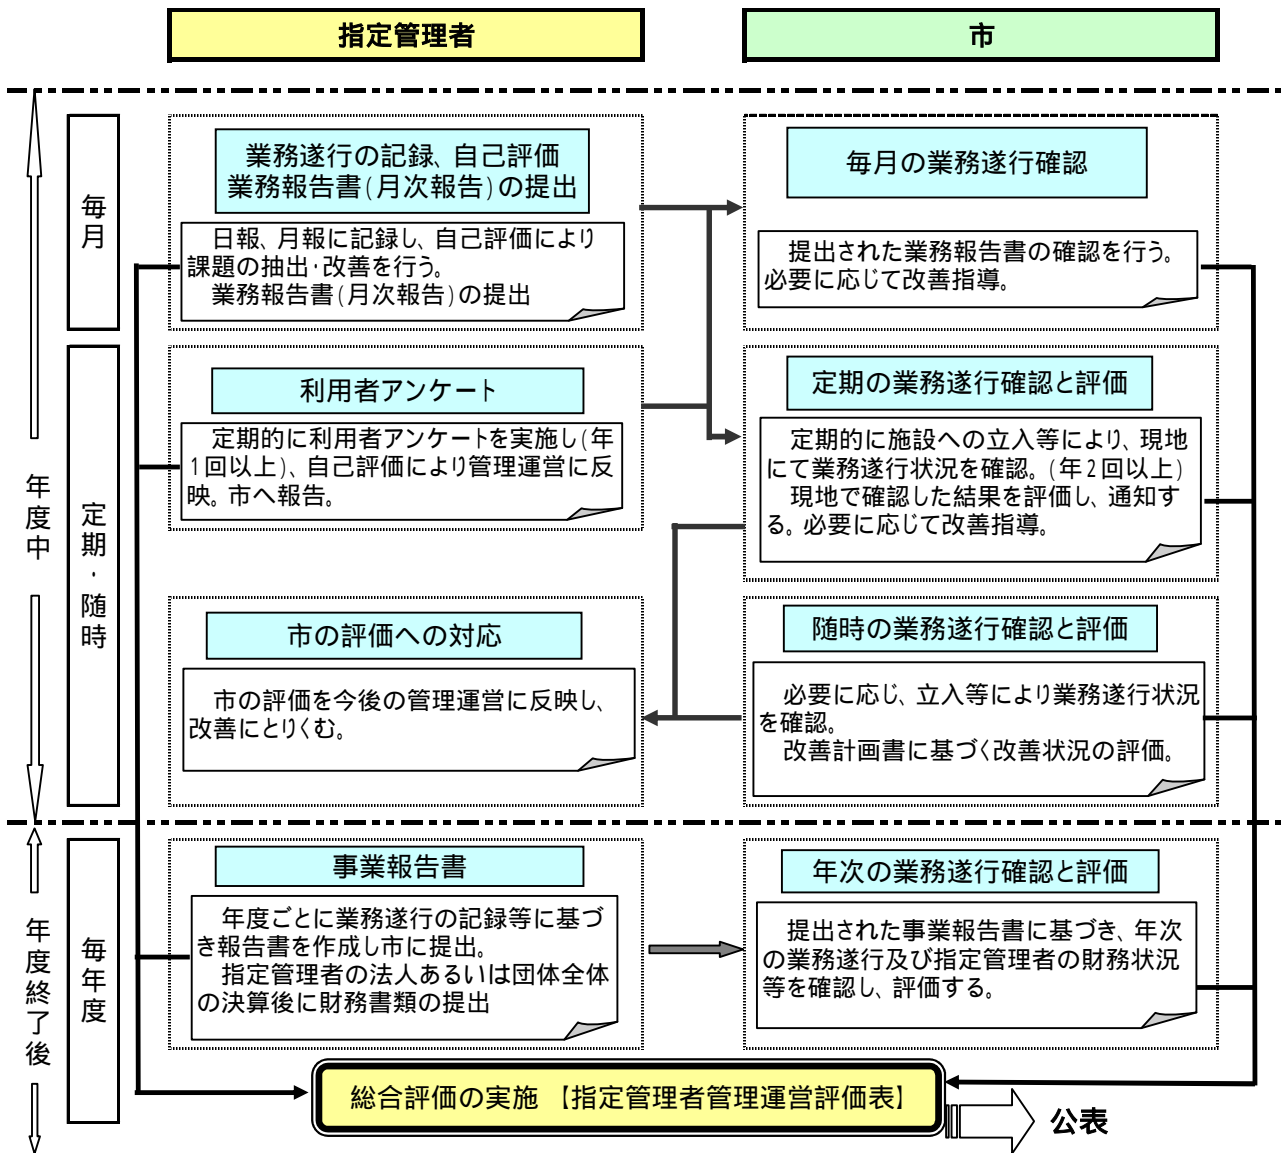 指定管理者
市
年度中
毎月
業務遂行の記録、自己評価
業務報告書(月次報告)の提出
日報、月報に記録し、自己評価により
課題の抽出・改善を行う。
業務報告書(月次報告)の提出
毎月の業務遂行確認
提出された業務報告書の確認を行う。
必要に応じて改善指導。
定期・随時
利用者アンケート
定期的に利用者アンケートを実施し(年
1回以上)、自己評価により管理運営に反
映。市へ報告。
定期の業務遂行確認と評価
定期的に施設への立入等により、現地
にて業務遂行状況を確認。(年2回以上)
現地で確認した結果を評価し、通知す
る。必要に応じて改善指導。
市の評価への対応
市の評価を今後の管理運営に反映し、
改善にとりくむ。
随時の業務遂行確認と評価
必要に応じ、立入等により業務遂行状況
を確認。
改善計画書に基づく改善状況の評価。
年度終了後
毎年度
事業報告書
年度ごとに業務遂行の記録等に基づ
き報告書を作成し市に提出。
指定管理者の法人あるいは団体全体
の決算後に財務書類の提出
年次の業務遂行確認と評価
提出された事業報告書に基づき、年次
の業務遂行及び指定管理者の財務状況
等を確認し、評価する。
総合評価の実施 【指定管理者管理運営評価表】
公表